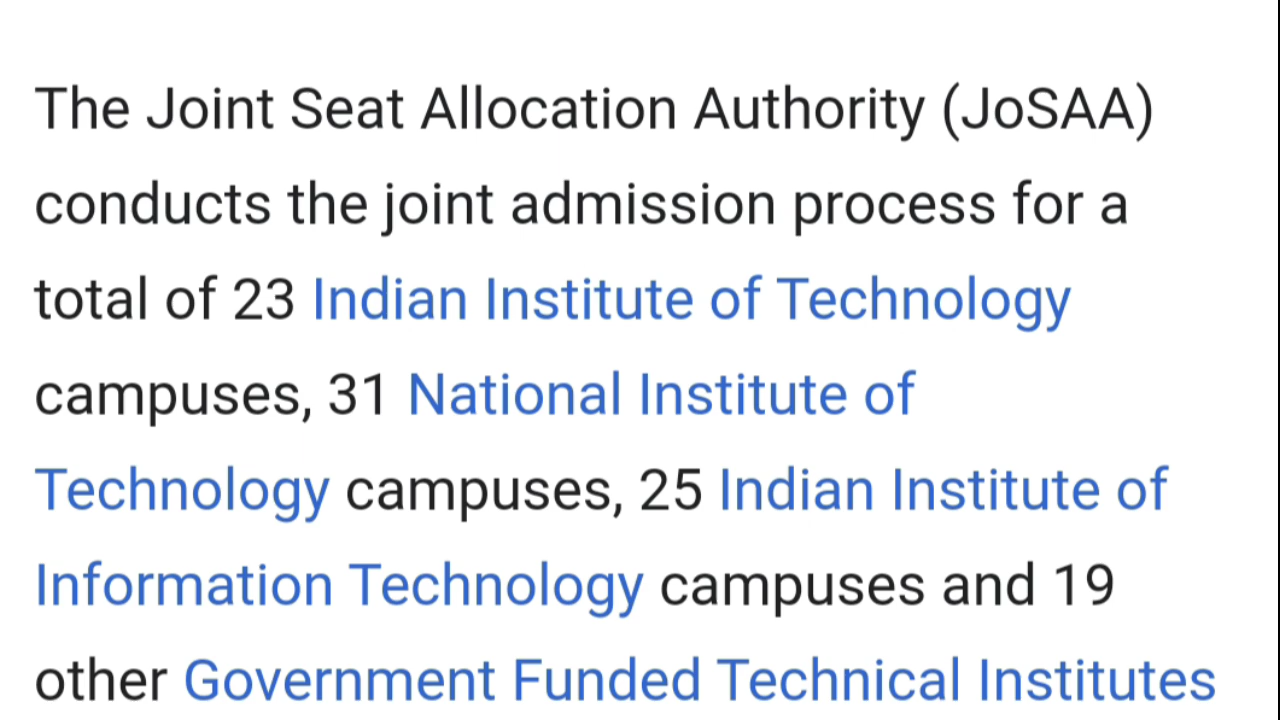 The Joint Seat Allocation Authority (JoSAA)
conducts the joint admission process for a
total of 23 Indian Institute of Technology
campuses, 31 National Institute of
Technology campuses, 25 Indian Institute of
Information Technology campuses and 19
other Government Funded Technical Institutes